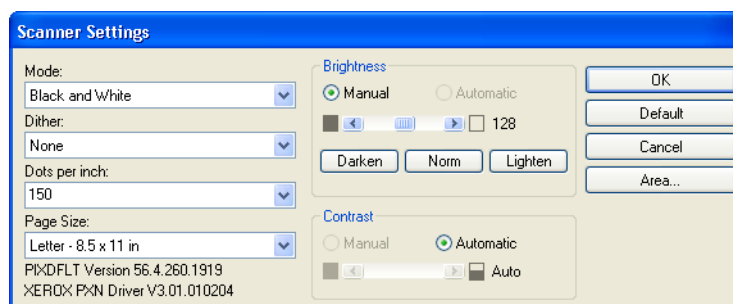 Scanner Settings
Mode:
Black and White
Dither:
None
Dots per inch:
150
Page Size:
Letter - 8.5 x 11 in
PIXDFLT Version 56.4.260.1919
XEROX PXN Driver V3.01.010204
Brightness
Manual Automatic
128
Darken Norm Lighten
Contrast
Manual Automatic
Auto
OK
Default
Cancel
Area...